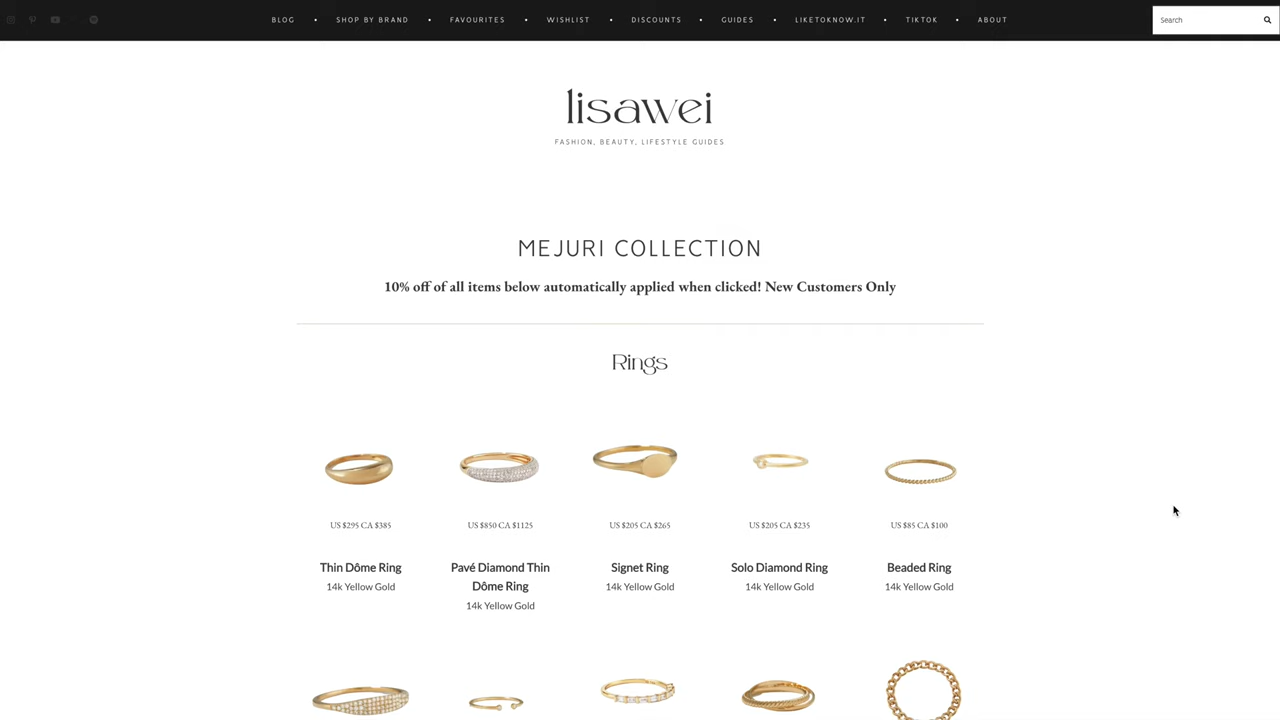 BLOG • SHOP BY BRAND • FAVOURITES • WISHLIST • DISCOUNTS • GUIDES • LIKETOKNOW.IT • TIKTOK • ABOUT
Search
lisawei
FASHION, BEAUTY, LIFESTYLE GUIDES
MEJURI COLLECTION
10% off of all items below automatically applied when clicked! New Customers Only
Rings
US $295 CA $385
US $850 CA $1125
US $205 CA $265
US $205 CA $235
US $85 CA $100
Thin Dôme Ring
14k Yellow Gold
Pavé Diamond Thin
Dôme Ring
14k Yellow Gold
Signet Ring
14k Yellow Gold
Solo Diamond Ring
14k Yellow Gold
Beaded Ring
14k Yellow Gold